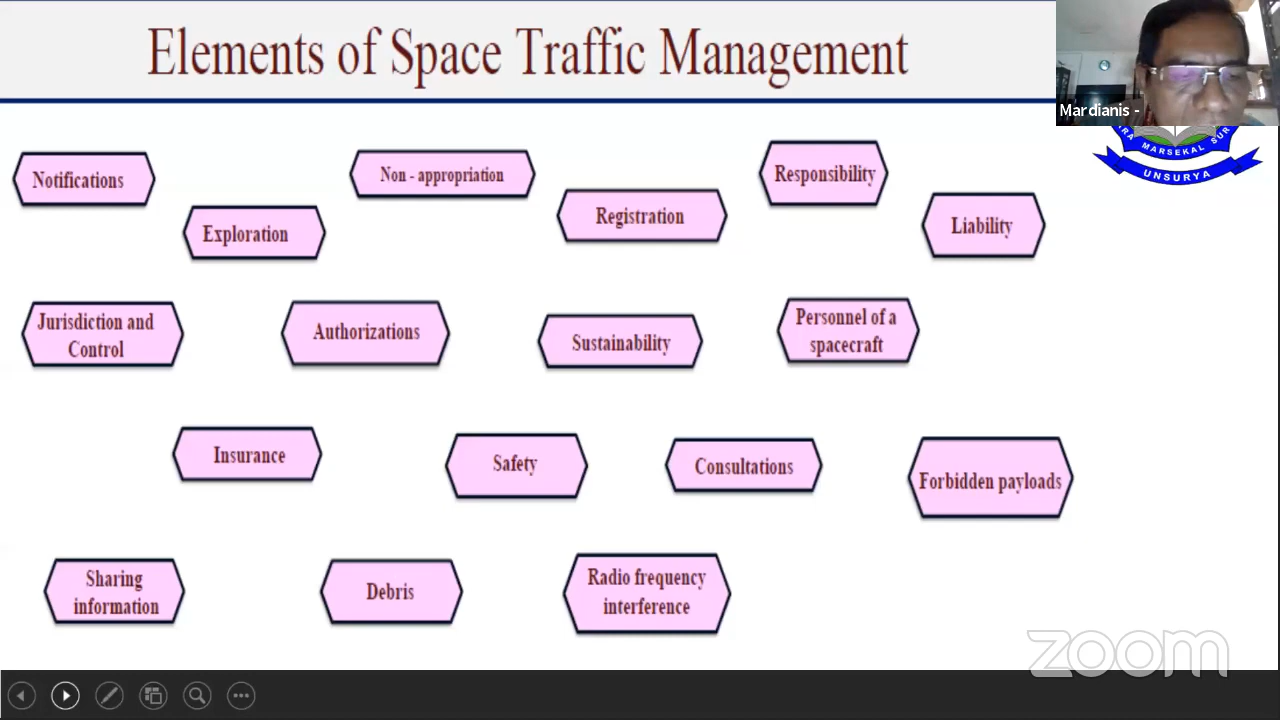 Elements of Space Traffic Management
Mardianis -
MARSEKAL SUR
UNSURYA
Notifications
Exploration
Non - appropriation
Registration
Responsibility
Liability
Jurisdiction and
Control
Authorizations
Sustainability
Personnel of a
spacecraft
Insurance
Safety
Consultations
Forbidden payloads
Sharing
information
Debris
Radio frequency
interference
zoom